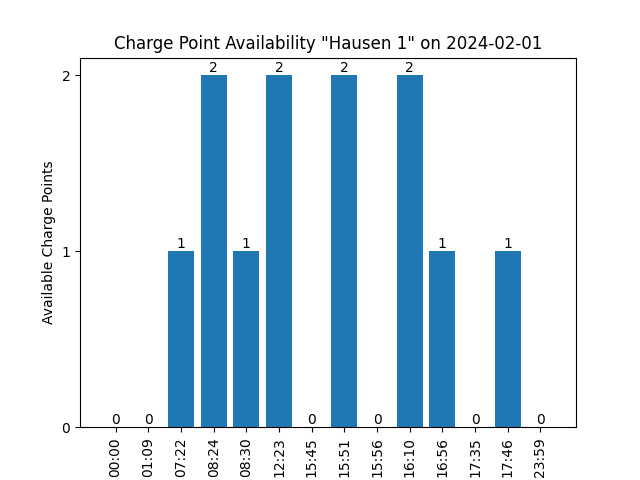 Charge Point Availability "Hausen 1" on 2024-02-01
Available Charge Points
2
1
0
0 0 1 2 1 2 0 2 0 2 1 0 1 0
00:00 01:09 07:22 08:24 08:30 12:23 15:45 15:51 15:56 16:10 16:56 17:35 17:46 23:59